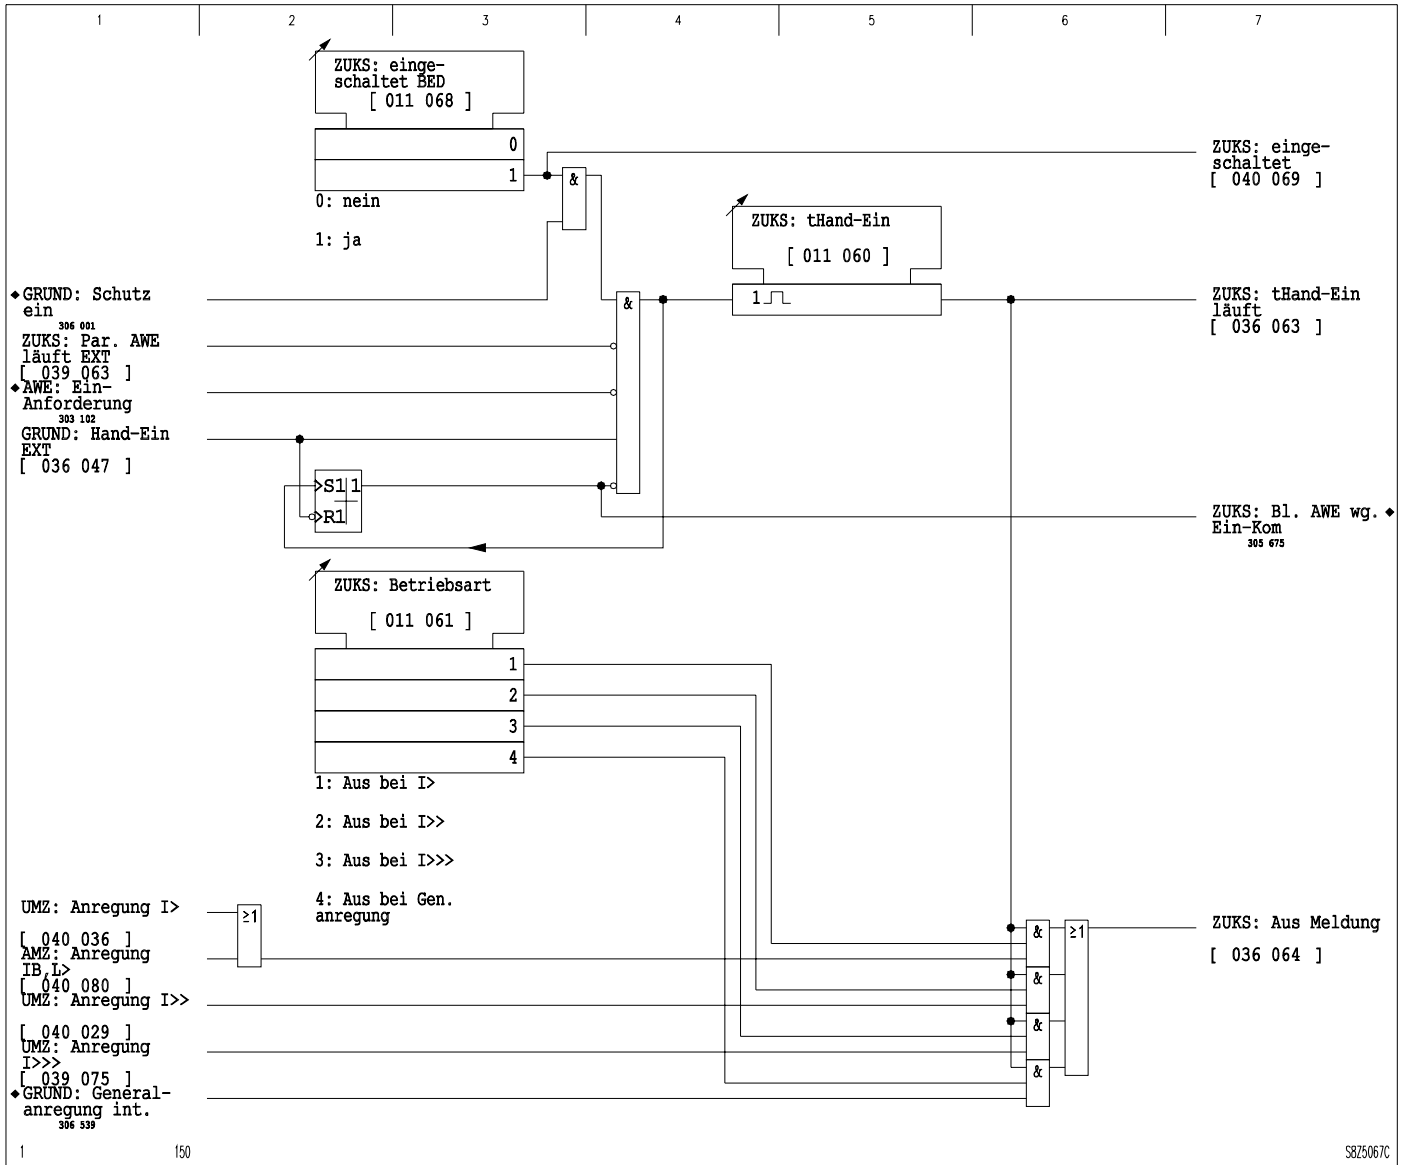 1 2 3 4 5 6 7
ZUKS: einge-
schaltet BED
[ 011 068 ]
0
1
0: nein
1: ja
&
ZUKS: einge-
schaltet
[ 040 069 ]
ZUKS: tHand-Ein
[ 011 060 ]
1
◆GRUND: Schutz
ein
306 001
ZUKS: Par. AWE
läuft EXT
[ 039 063 ]
◆AWE: Ein-
Anforderung
303 102
GRUND: Hand-Ein
EXT
[ 036 047 ]
&
ZUKS: tHand-Ein
läuft
[ 036 063 ]
S1 1
R1
ZUKS: Bl. AWE wg. ◆
Ein-Kom
305 675
ZUKS: Betriebsart
[ 011 061 ]
1
2
3
4
1: Aus bei I>
2: Aus bei I>>
3: Aus bei I>>>
4: Aus bei Gen.
anregung
UMZ: Anregung I>
[ 040 036 ]
AMZ: Anregung
IB,L>
[ 040 080 ]
UMZ: Anregung I>>
[ 040 029 ]
UMZ: Anregung
I>>>
[ 039 075 ]
◆GRUND: General-
anregung int.
306 539
≥1
&
&
&
&
≥1
ZUKS: Aus Meldung
[ 036 064 ]
1 150 S8Z5067C